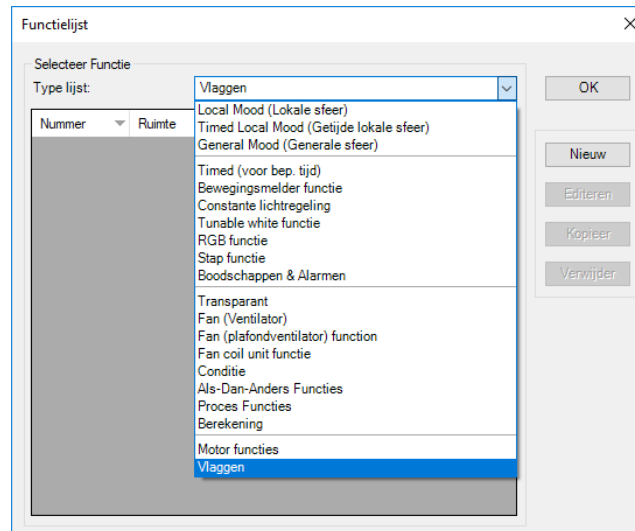 Functielijst
Selecteer Functie
Type lijst:
Vlaggen
OK
Nummer
Ruimte
Local Mood (Lokale sfeer)
Timed Local Mood (Getijde lokale sfeer)
General Mood (Generale sfeer)
Timed (voor bep. tijd)
Bewegingsmelder functie
Constante lichtregeling
Tunable white functie
RGB functie
Stap functie
Boodschappen & Alarmen
Transparant
Fan (Ventilator)
Fan (plafondventilator) function
Fan coil unit functie
Conditie
Als-Dan-Anders Functies
Proces Functies
Berekening
Motor functies
Vlaggen
Nieuw
Editeren
Kopieer
Verwijder